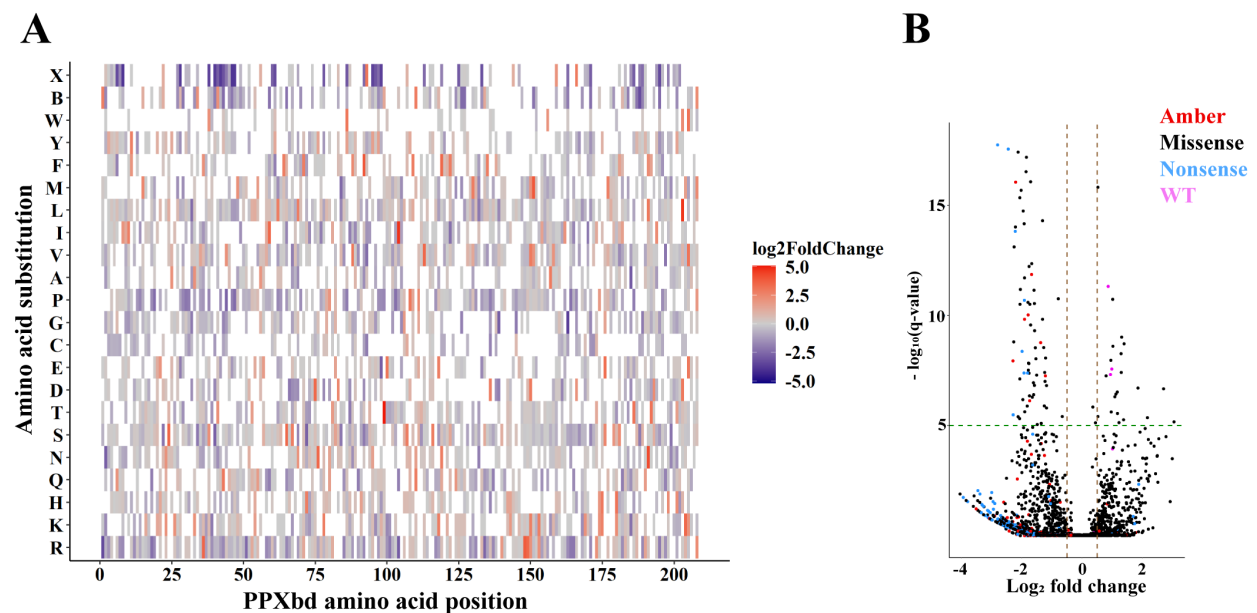 A
Amino acid substitution
X
B
W
Y
F
M
L
I
V
A
P
G
C
E
D
T
S
N
Q
H
K
R
0 25 50 75 100 125 150 175 200
PPXbd amino acid position
log2FoldChange
5.0
2.5
0.0
-2.5
-5.0
B
Amber
Missense
Nonsense
WT
- log₁₀(q-value)
15
10
5
-4 -2 0 2
Log₂ fold change